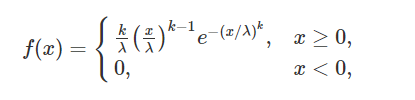 f(x) = { k/λ (x/λ)^{k−1} e^{−(x/λ)^k}, x ≥ 0,
0, x < 0,